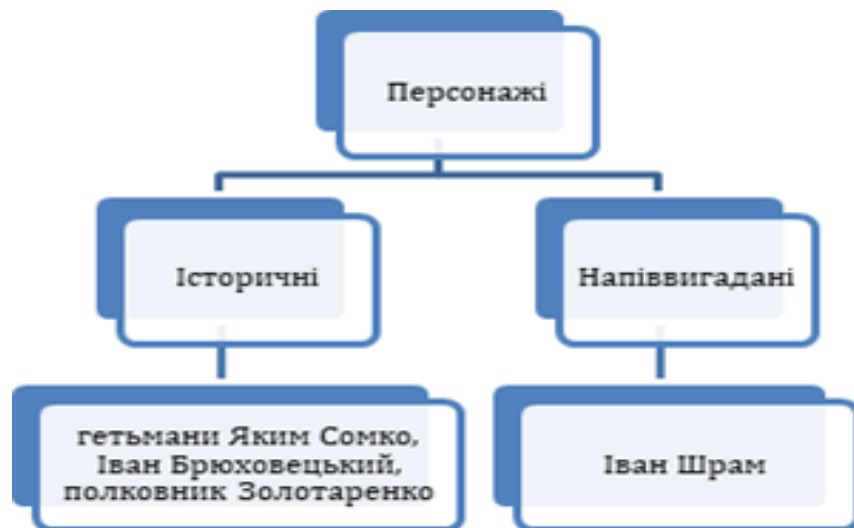 Персонажі
Історичні
Напіввигадані
гетьмани Яким Сомко,
Іван Брюховецький,
полковник Золотаренко
Іван Шрам